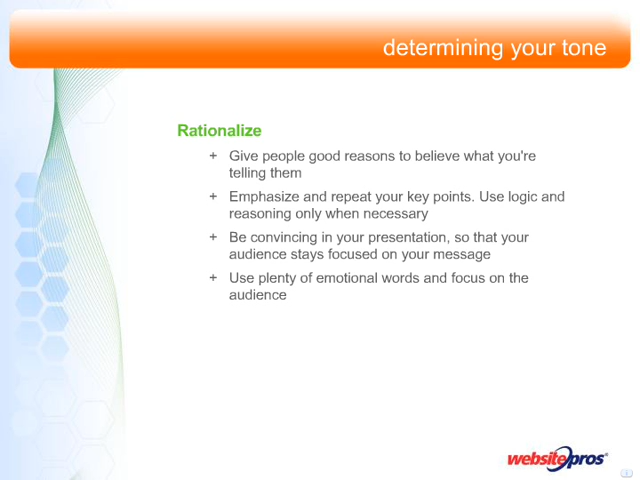 determining your tone
Rationalize
+ Give people good reasons to believe what you're
telling them
+ Emphasize and repeat your key points. Use logic and
reasoning only when necessary
+ Be convincing in your presentation, so that your
audience stays focused on your message
+ Use plenty of emotional words and focus on the
audience
websitepros®